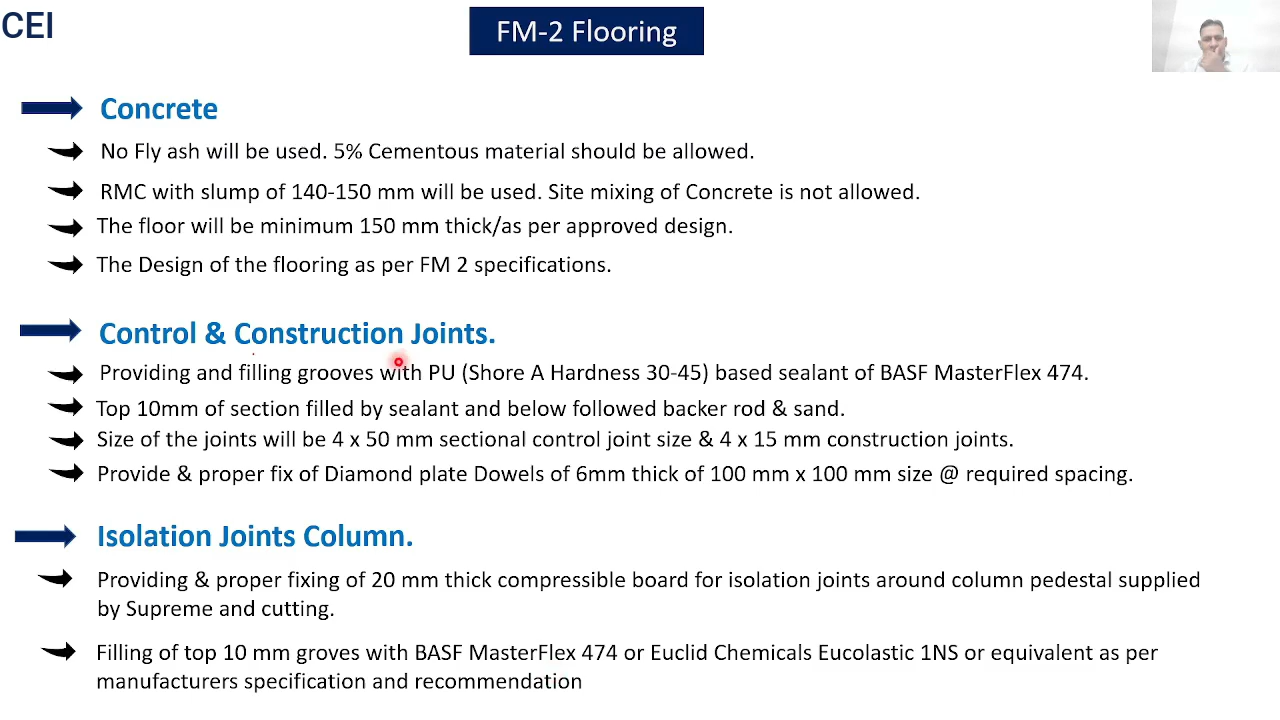 CEI
FM-2 Flooring
Concrete
No Fly ash will be used. 5% Cementous material should be allowed.
RMC with slump of 140-150 mm will be used. Site mixing of Concrete is not allowed.
The floor will be minimum 150 mm thick/as per approved design.
The Design of the flooring as per FM 2 specifications.
Control & Construction Joints.
Providing and filling grooves with PU (Shore A Hardness 30-45) based sealant of BASF MasterFlex 474.
Top 10mm of section filled by sealant and below followed backer rod & sand.
Size of the joints will be 4 x 50 mm sectional control joint size & 4 x 15 mm construction joints.
Provide & proper fix of Diamond plate Dowels of 6mm thick of 100 mm x 100 mm size @ required spacing.
Isolation Joints Column.
Providing & proper fixing of 20 mm thick compressible board for isolation joints around column pedestal supplied
by Supreme and cutting.
Filling of top 10 mm groves with BASF MasterFlex 474 or Euclid Chemicals Eucolastic 1NS or equivalent as per
manufacturers specification and recommendation